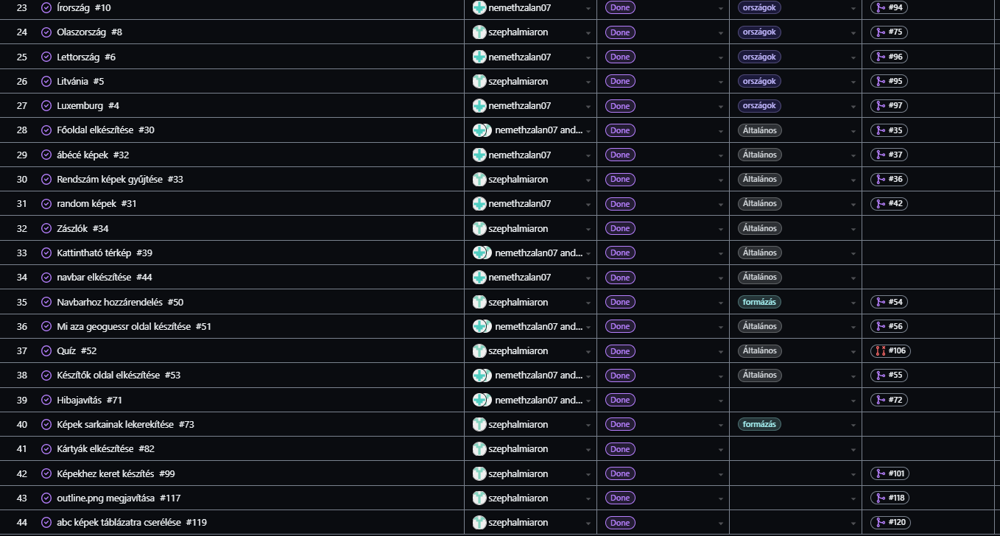 23 Írország #10 nemethzalan07 Done országok #94
24 Olaszország #8 szephalmiaron Done országok #75
25 Lettország #6 nemethzalan07 Done országok #96
26 Litvánia #5 szephalmiaron Done országok #95
27 Luxemburg #4 nemethzalan07 Done országok #97
28 Főoldal elkészítése #30 nemethzalan07 and... Done Általános #35
29 ábécé képek #32 nemethzalan07 Done Általános #37
30 Rendszám képek gyűjtése #33 szephalmiaron Done Általános #36
31 random képek #31 nemethzalan07 Done Általános #42
32 Zászlók #34 szephalmiaron Done Általános
33 Kattintható térkép #39 nemethzalan07 and... Done Általános
34 navbar elkészítése #44 nemethzalan07 Done Általános
35 Navbarhoz hozzárendelés #50 szephalmiaron Done formázás #54
36 Mi aza geoguessr oldal készítése #51 nemethzalan07 and... Done Általános #56
37 Quíz #52 szephalmiaron Done Általános #106
38 Készítők oldal elkészítése #53 nemethzalan07 and... Done Általános #55
39 Hibajavítás #71 nemethzalan07 and... Done #72
40 Képek sarkainak lekerekítése #73 szephalmiaron Done formázás
41 Kártyák elkészítése #82 szephalmiaron Done
42 Képekhez keret készítés #99 szephalmiaron Done #101
43 outline.png megjavítása #117 szephalmiaron Done #118
44 abc képek táblázatra cserélése #119 szephalmiaron Done #120